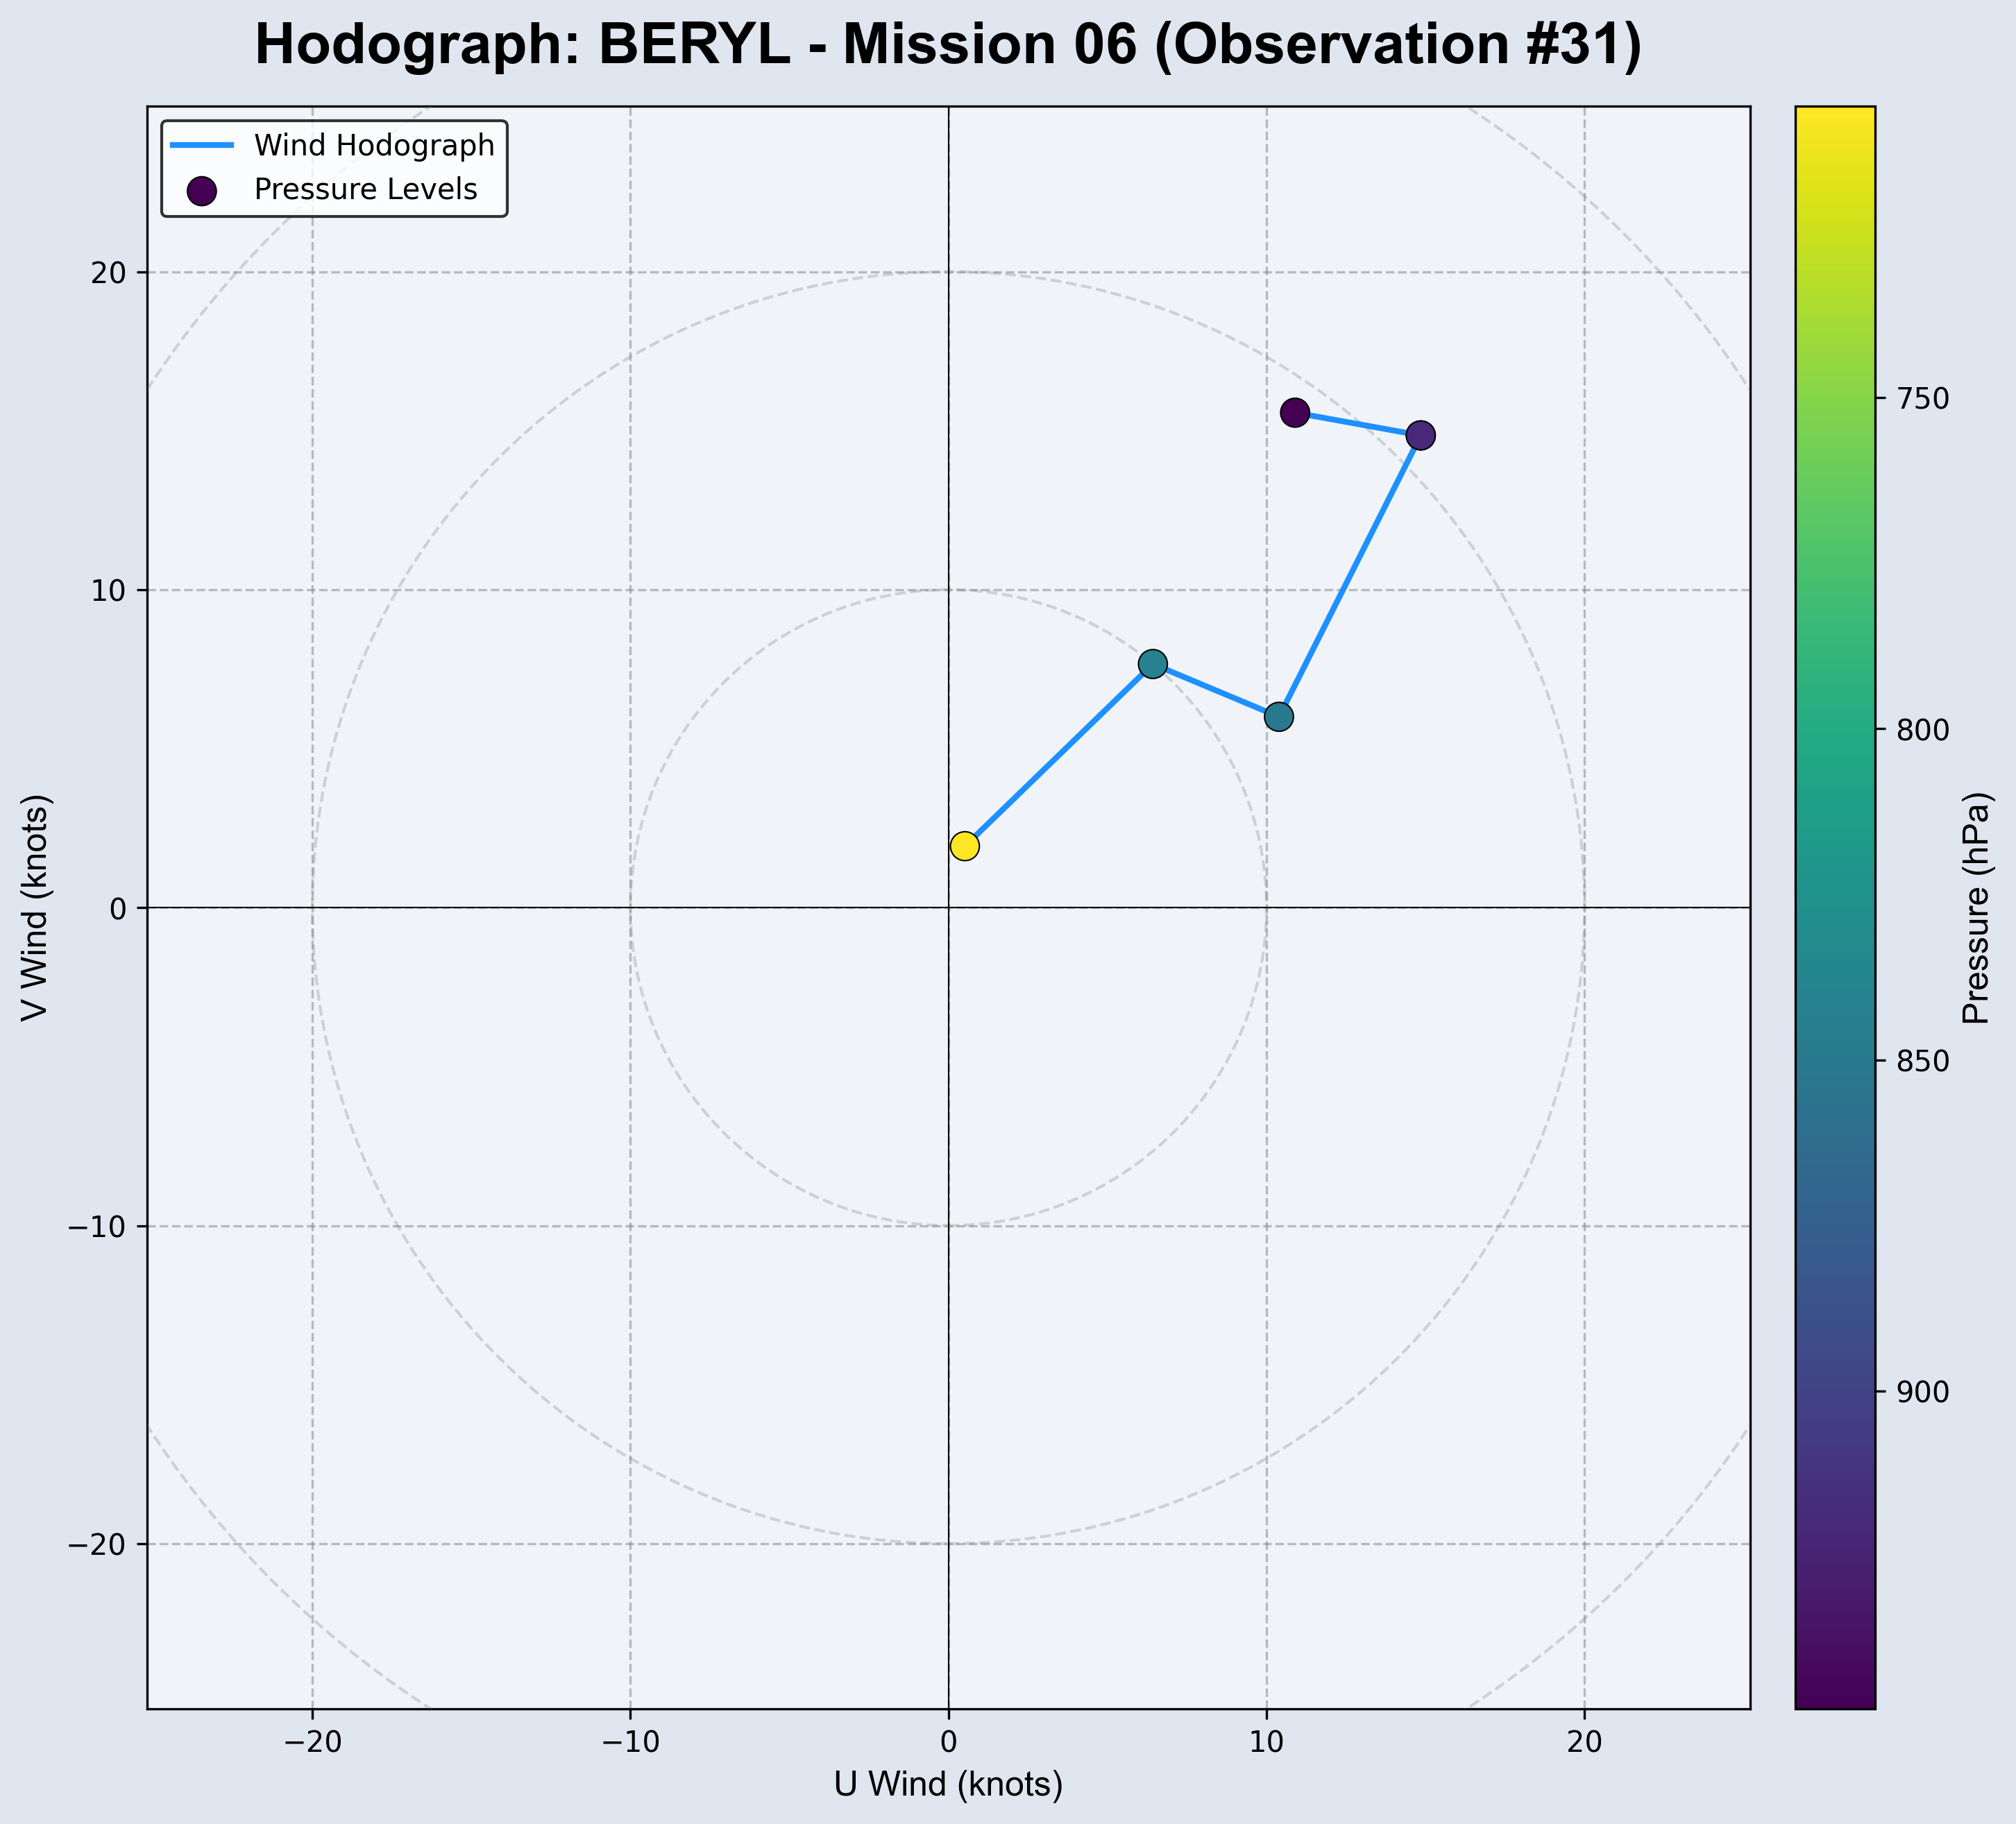 Hodograph: BERYL - Mission 06 (Observation #31)
Wind Hodograph
Pressure Levels
20
10
0
−10
−20
V Wind (knots)
−20
−10
0
10
20
U Wind (knots)
750
800
850
900
Pressure (hPa)